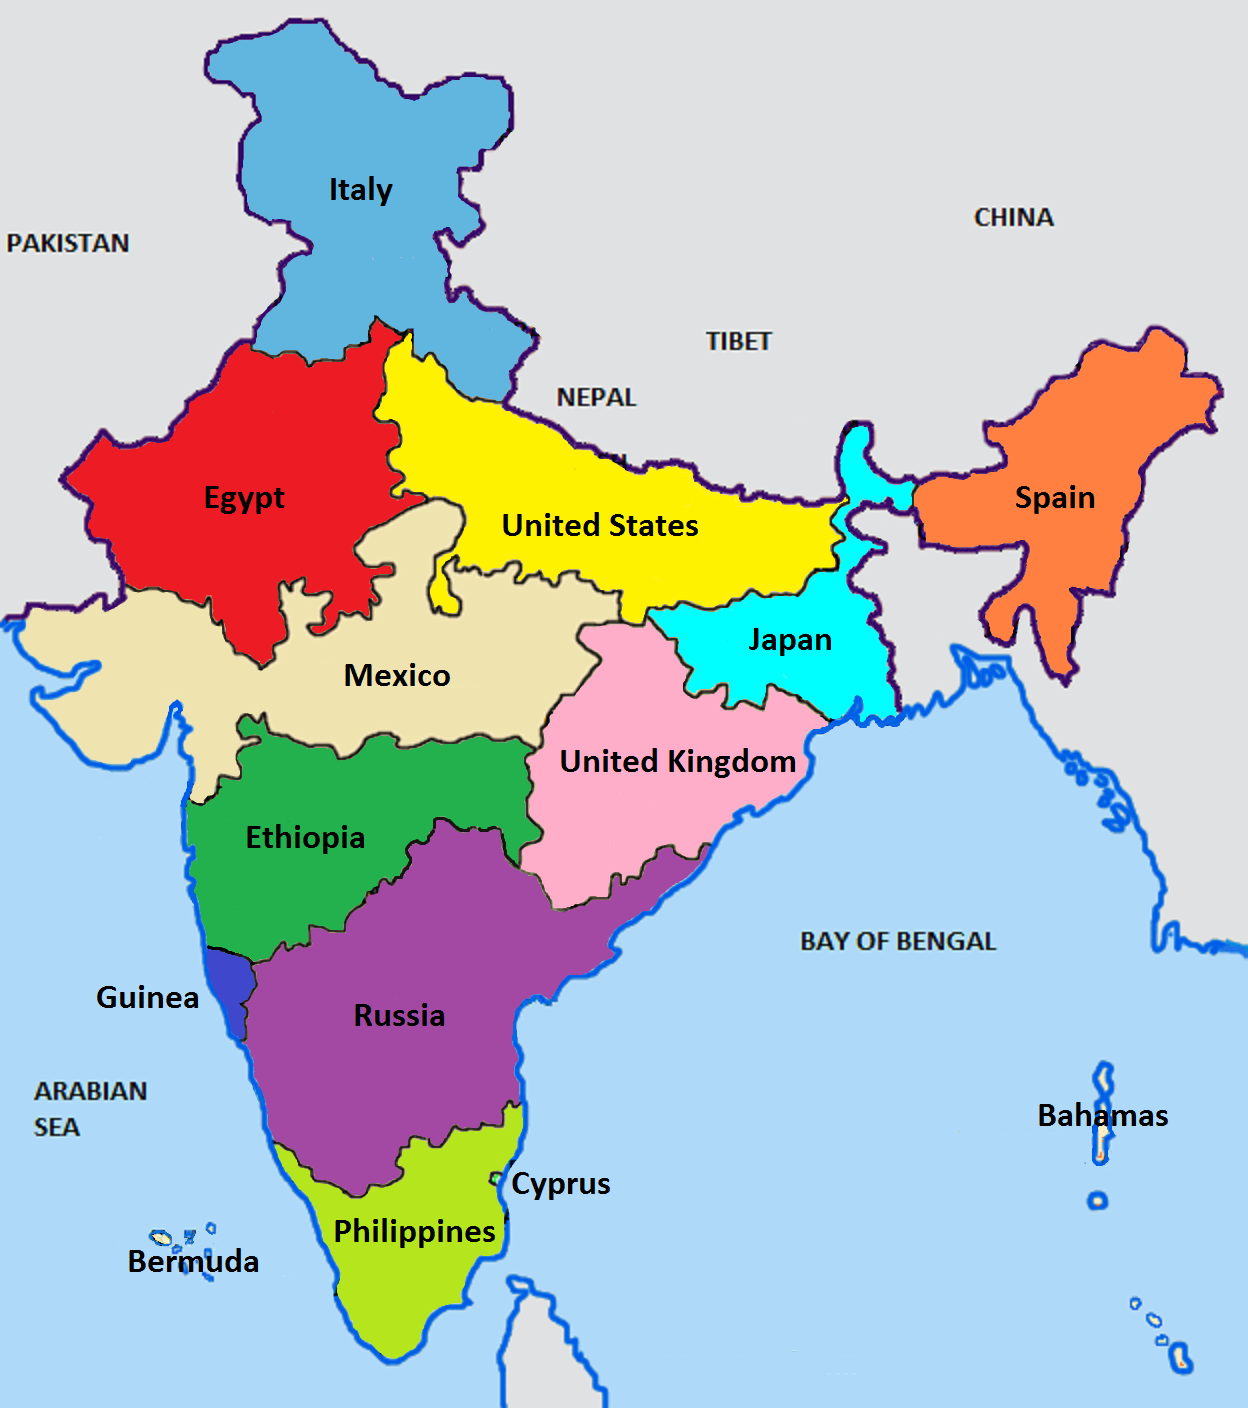 Italy
CHINA
PAKISTAN
TIBET
NEPAL
Egypt
United States
Spain
Japan
Mexico
United Kingdom
Ethiopia
BAY OF BENGAL
Guinea
Russia
ARABIAN
SEA
Bahamas
Cyprus
Philippines
Bermuda